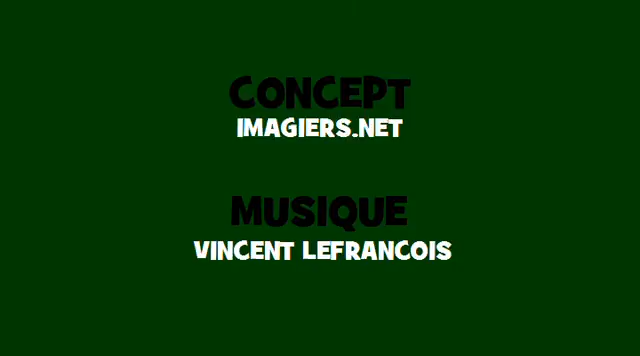 CONCEPT
IMAGIERS.NET
MUSIQUE
VINCENT LEFRANCOIS